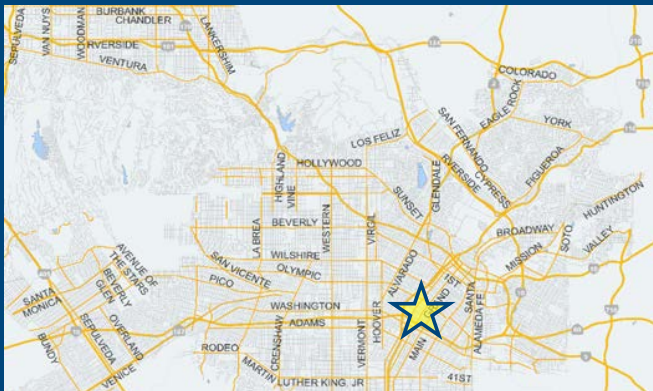 BURBANK
CHANDLER
SEPULVEDA
VAN NUYS
WOODMAN
RVERSIDE
VENTURA
LANKERSHIM
COLORADO
EAGLE ROCK
YORK
SAN FERNANDO
LOS FELIZ
RVERSIDE
CYPRESS
FIGUEROA
HOLLYWOOD
HIGHLAND
VINE
SUNSET
GLENDALE
HUNTINGTON
LA BREA
BEVERLY
WESTERN
VIRGIL
BROADWAY
SOTO
VALLEY
MISSION
AVENUE OF
THE STARS
BEVERLY
GLEN
SAN VICENTE
WILSHIRE
OLYMPIC
PICO
ALVARADO
1ST
SANTA
MONICA
WASHINGTON
ADAMS
HOOVER
MAIN
SANTA FE
ALAMEDA
BUNDY
SEPULVEDA
OVERLAND
VENICE
RODEO
CRENSHAW
VERMONT
MARTIN
LUTHER KING, JR
41ST